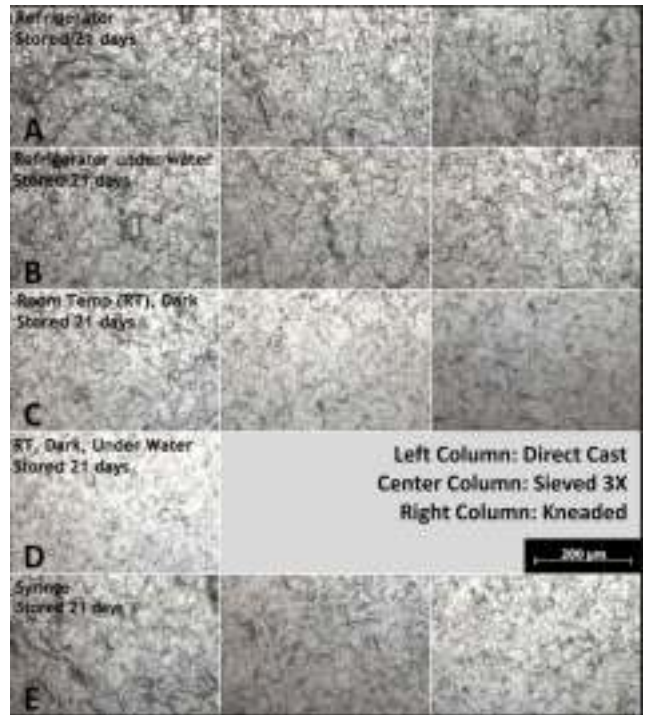 Refrigerator
Stored 21 days
A
Refrigerator under water
Stored 21 days
B
Room Temp (RT), Dark
Stored 21 days
C
RT, Dark, Under Water
Stored 21 days
D
Left Column: Direct Cast
Center Column: Sieved 3X
Right Column: Kneaded
200 µm
Syringe
Stored 21 days
E